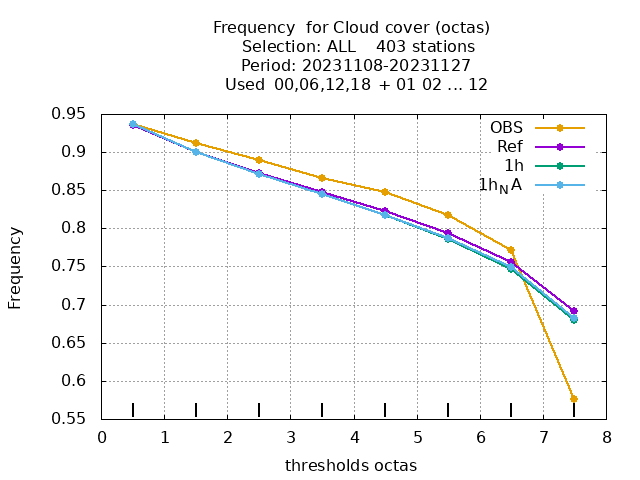 Frequency  for Cloud cover (octas)
Selection: ALL    403 stations
Period: 20231108-20231127
Used  00,06,12,18  + 01 02 ... 12
0.95
0.9
0.85
0.8
0.75
0.7
0.65
0.6
0.55
Frequency
OBS
Ref
1h
1h_NA
0 1 2 3 4 5 6 7 8
thresholds octas